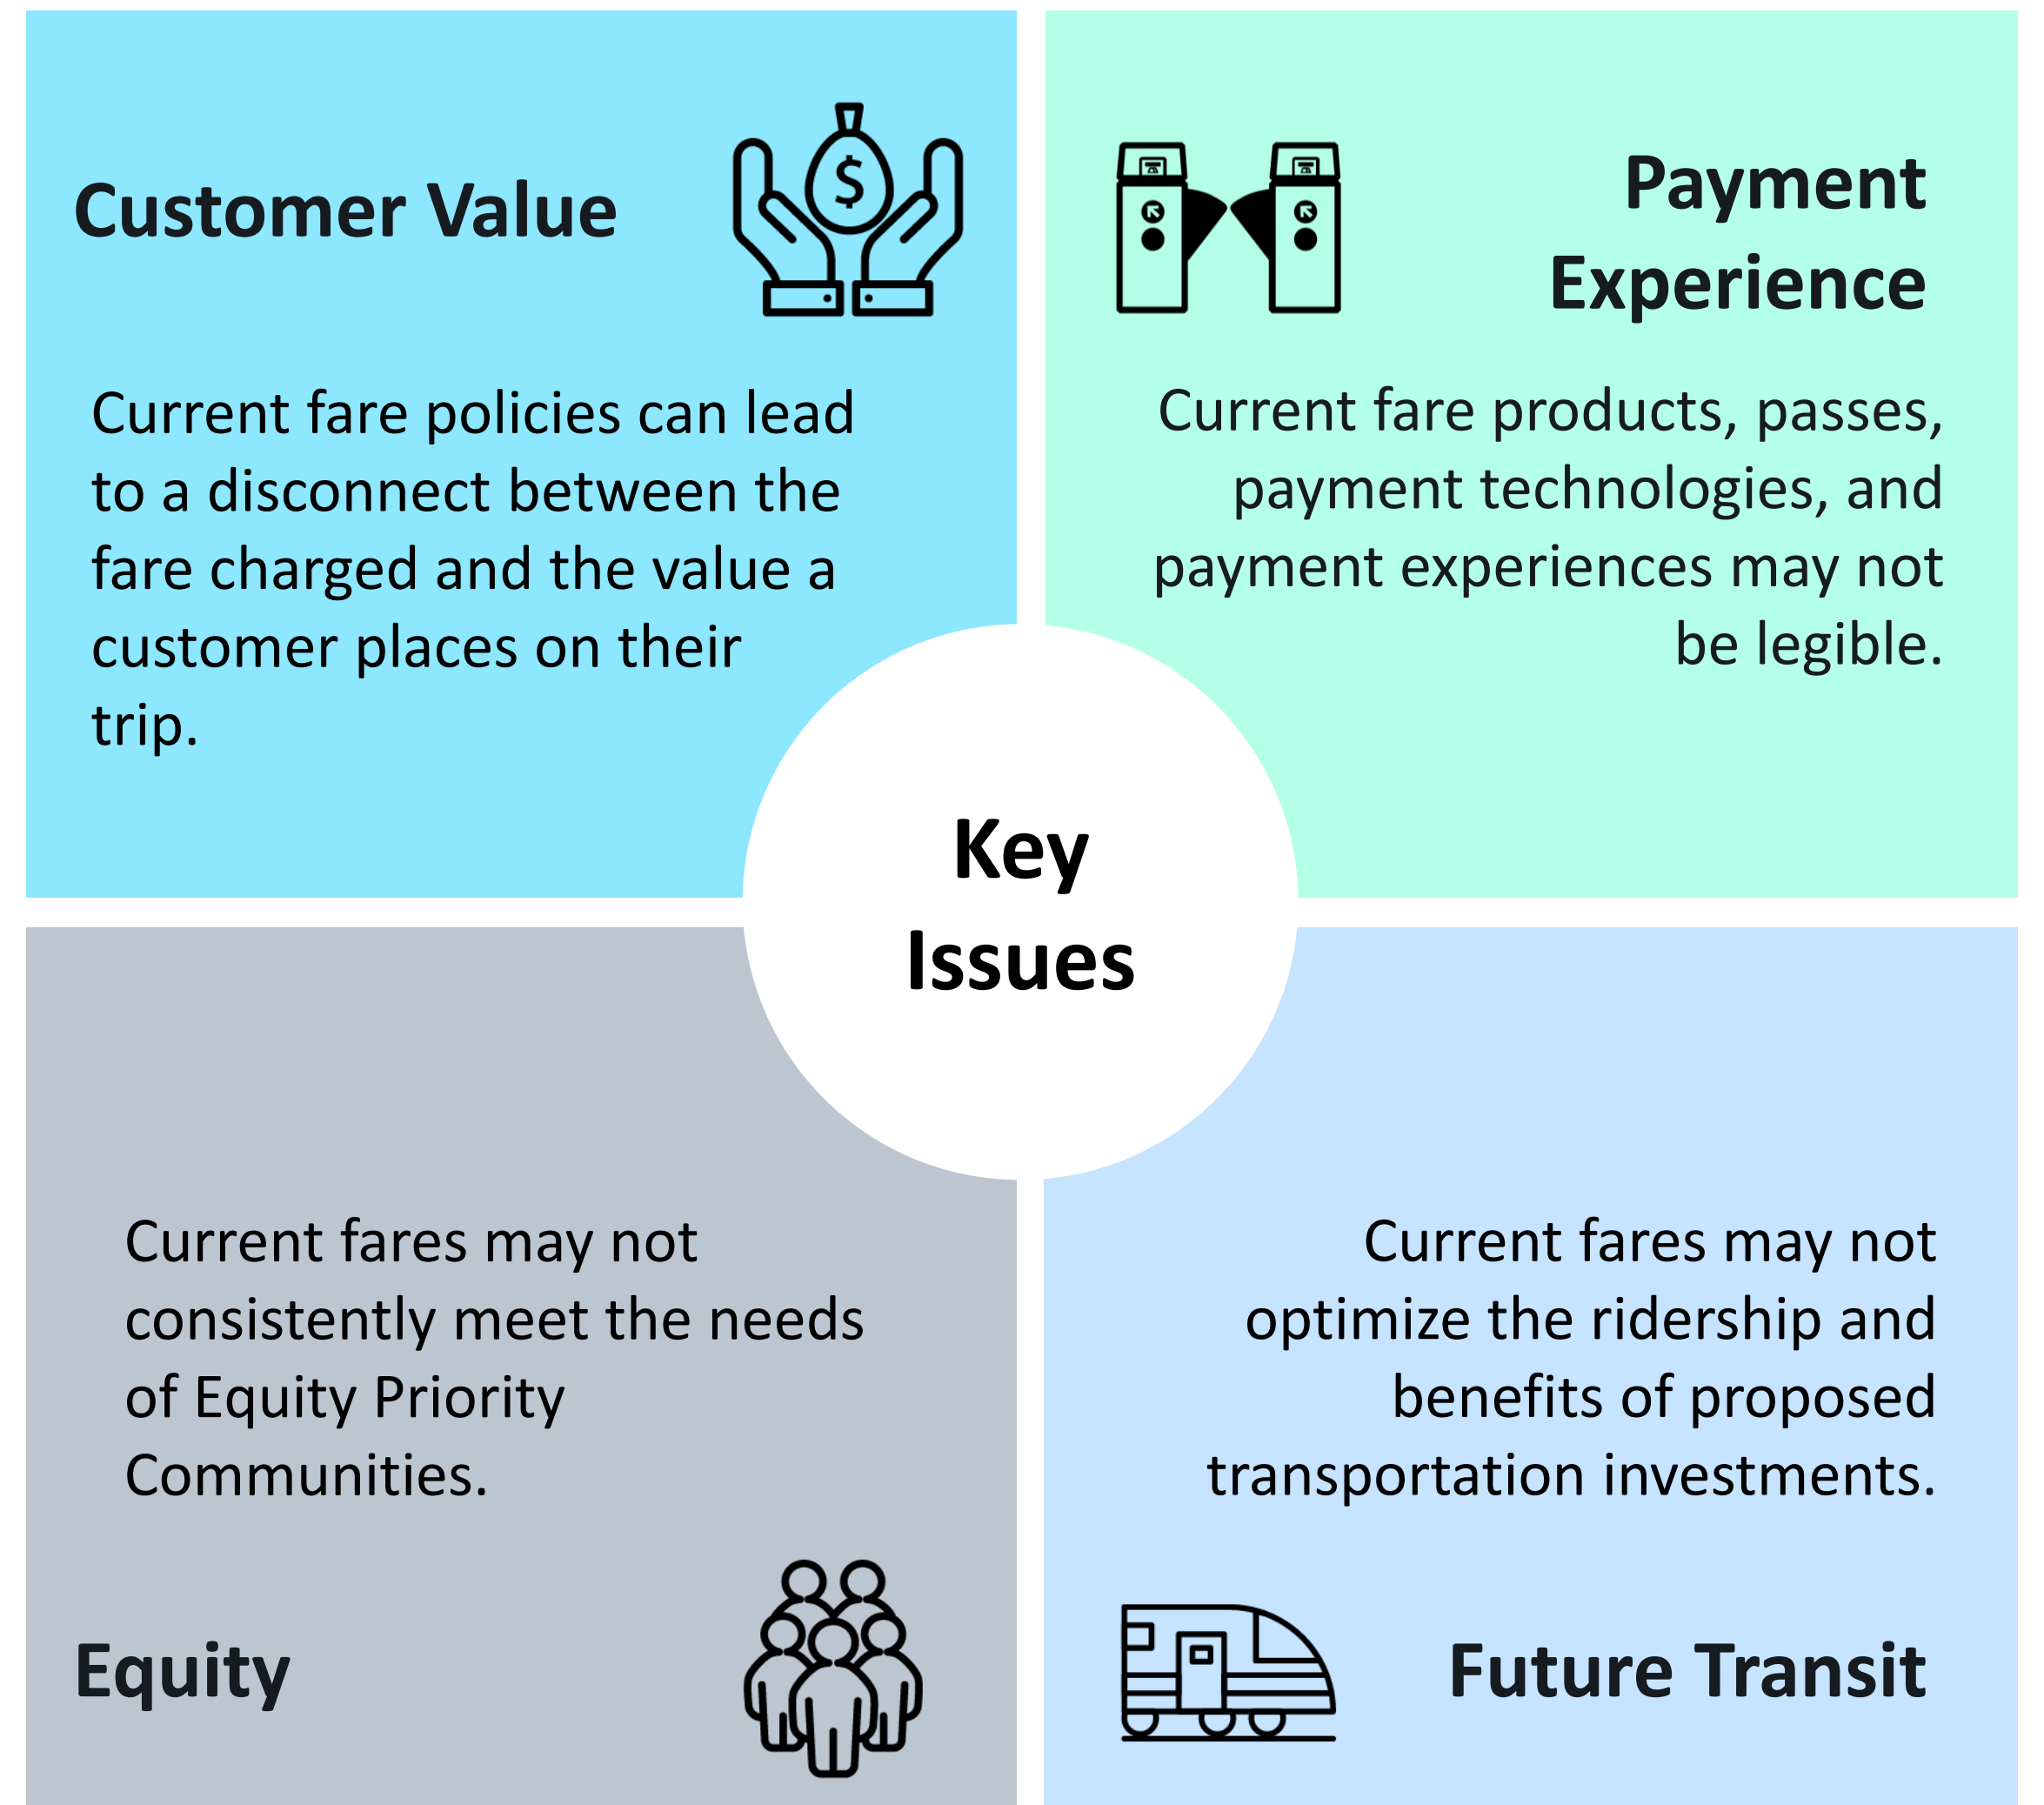 Customer Value
Current fare policies can lead
to a disconnect between the
fare charged and the value a
customer places on their
trip.
Payment
Experience
Current fare products, passes,
payment technologies, and
payment experiences may not
be legible.
Key
Issues
Current fares may not
consistently meet the needs
of Equity Priority
Communities.
Equity
Current fares may not
optimize the ridership and
benefits of proposed
transportation investments.
Future Transit